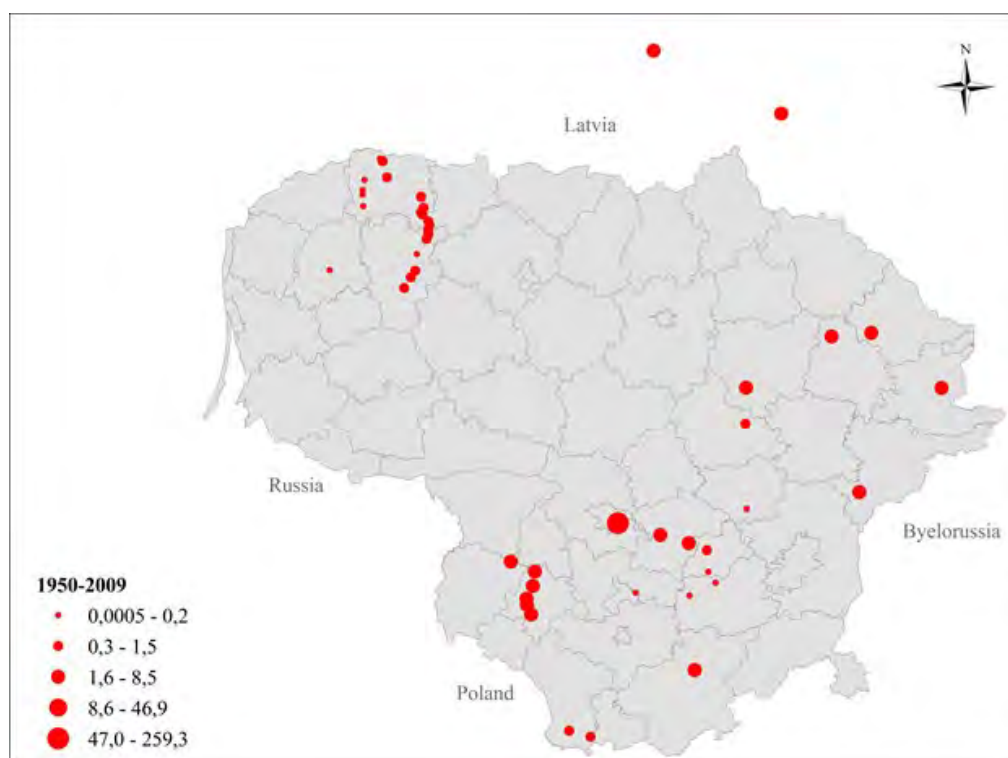 N
Latvia
Russia
Byelorussia
1950-2009
0,0005 - 0,2
0,3 - 1,5
1,6 - 8,5
Poland
8,6 - 46,9
47,0 - 259,3